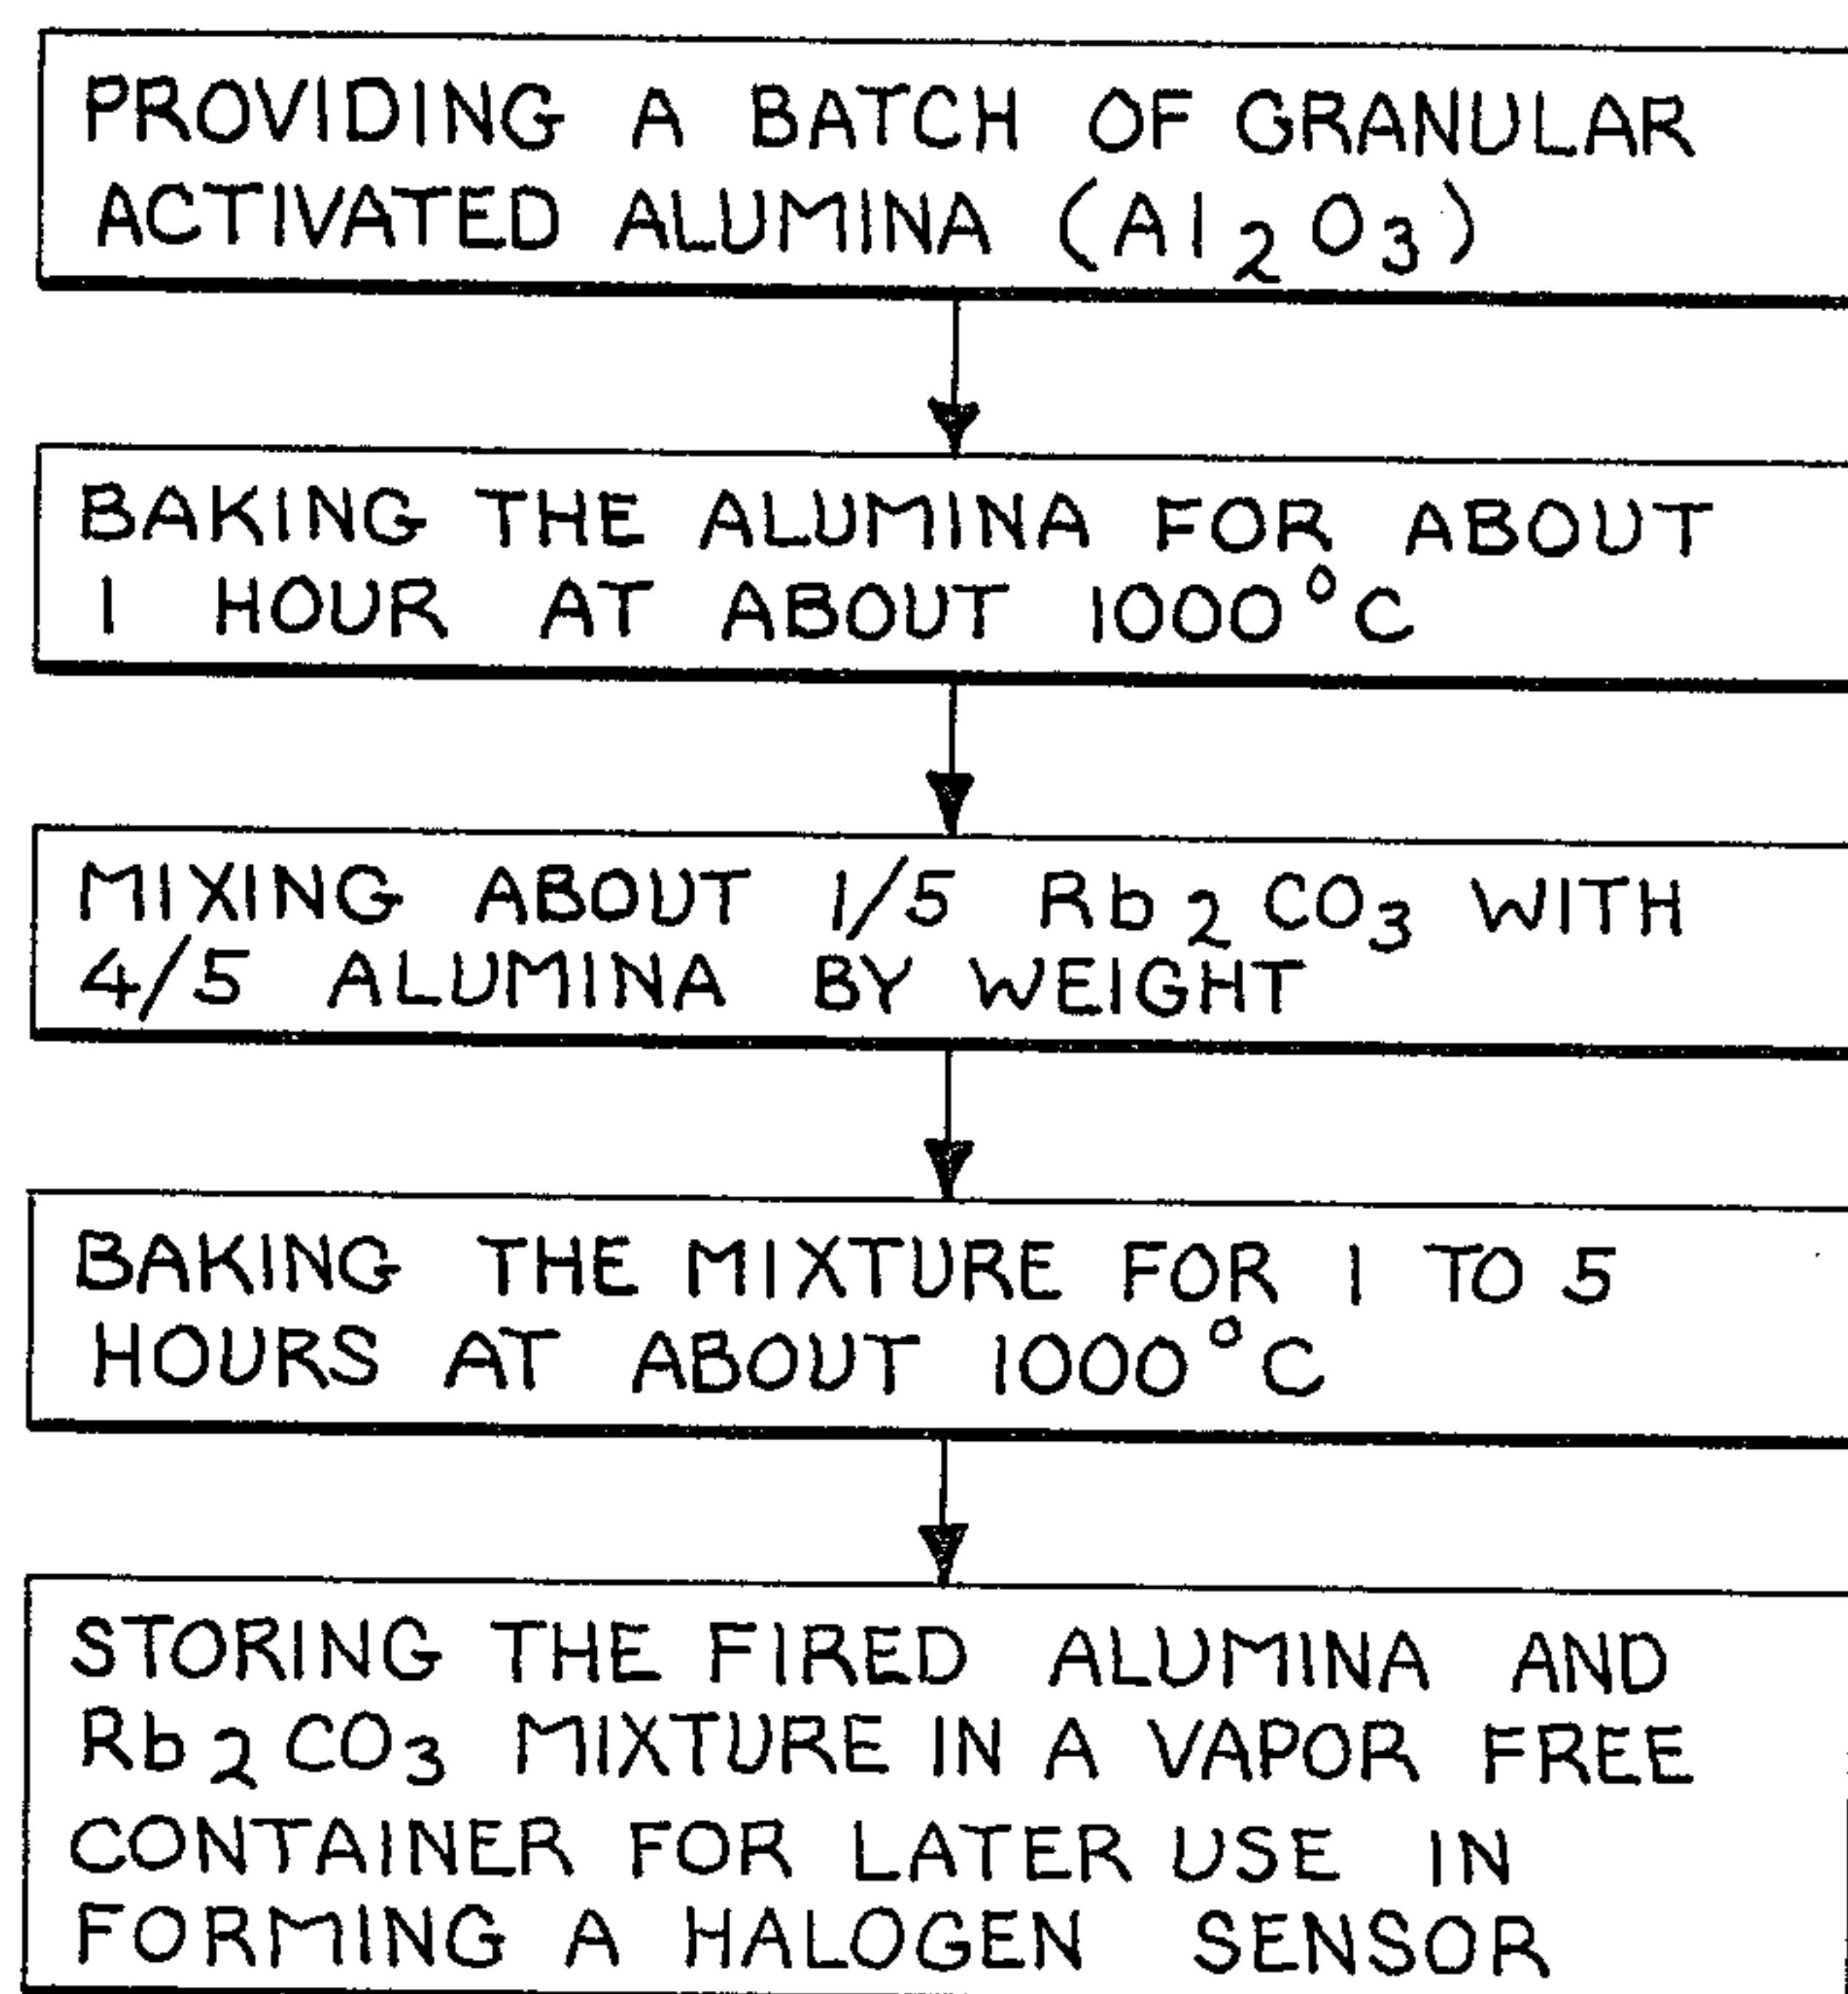 PROVIDING A BATCH OF GRANULAR
ACTIVATED ALUMINA (Al₂O₃)
BAKING THE ALUMINA FOR ABOUT
1 HOUR AT ABOUT 1000°C
MIXING ABOUT 1/5 Rb₂CO₃ WITH
4/5 ALUMINA BY WEIGHT
BAKING THE MIXTURE FOR 1 TO 5
HOURS AT ABOUT 1000°C
STORING THE FIRED ALUMINA AND
Rb₂CO₃ MIXTURE IN A VAPOR FREE
CONTAINER FOR LATER USE IN
FORMING A HALOGEN SENSOR